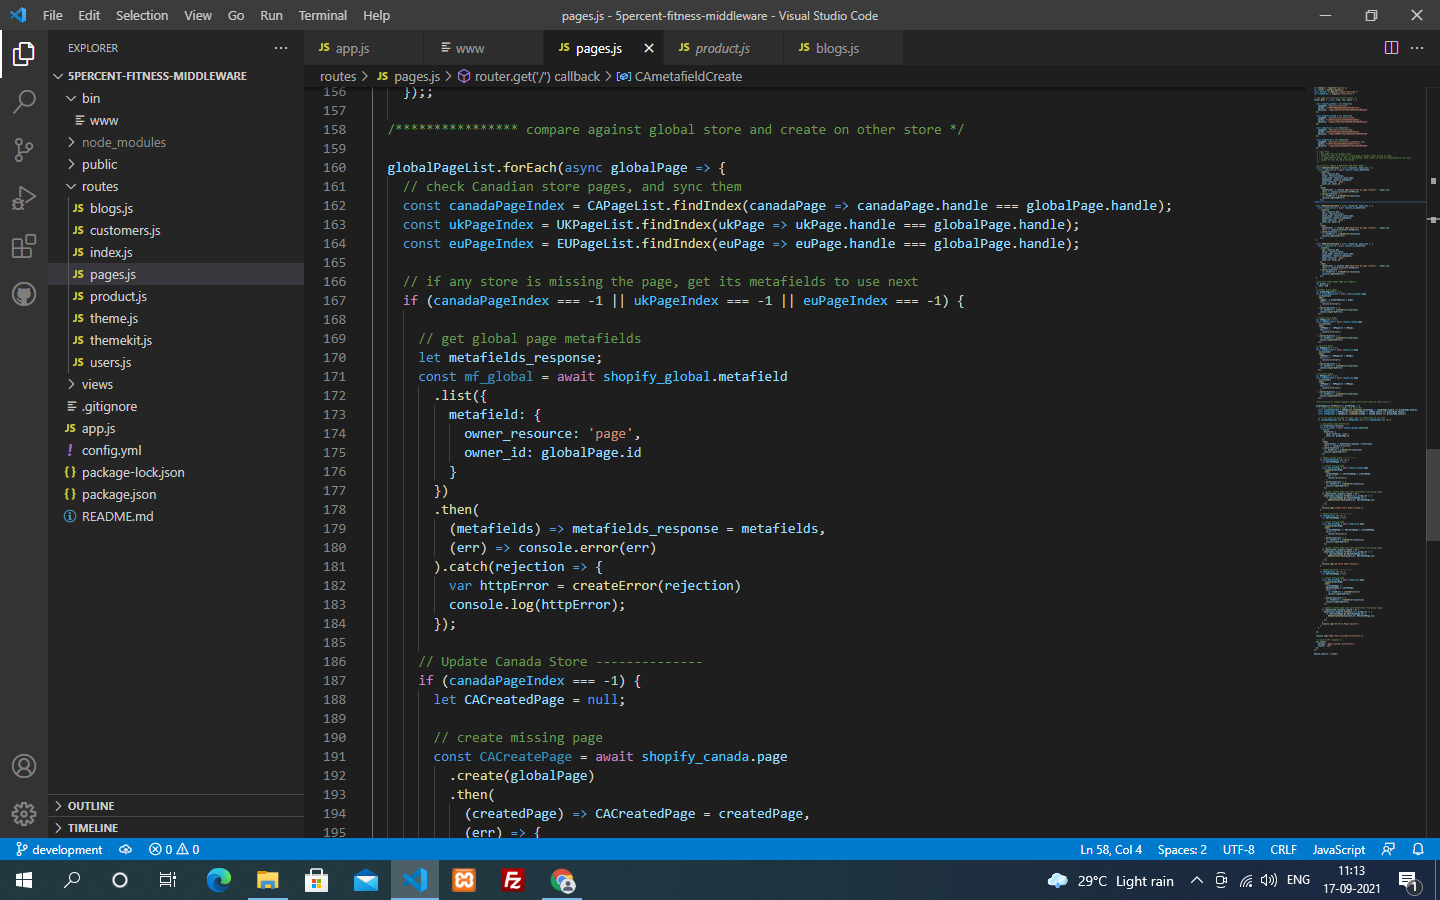 File Edit Selection View Go Run Terminal Help
pages.js - 5percent-fitness-middleware - Visual Studio Code
EXPLORER
5PERCENT-FITNESS-MIDDLEWARE
bin
www
node_modules
public
routes
JS blogs.js
JS customers.js
JS index.js
JS pages.js
JS product.js
JS theme.js
JS themekit.js
JS users.js
views
.gitignore
JS app.js
! config.yml
{} package-lock.json
{} package.json
README.md
OUTLINE
TIMELINE
JS app.js www JS pages.js JS product.js JS blogs.js
routes > JS pages.js > router.get('/') callback > CAmetafieldCreate
156 });;
157
158 /**************** compare against global store and create on other store */
159
160 globalPageList.forEach(async globalPage => {
161 // check Canadian store pages, and sync them
162 const canadaPageIndex = CAPageList.findIndex(canadaPage => canadaPage.handle === globalPage.handle);
163 const ukPageIndex = UKPageList.findIndex(ukPage => ukPage.handle === globalPage.handle);
164 const euPageIndex = EUPageList.findIndex(euPage => euPage.handle === globalPage.handle);
165
166 // if any store is missing the page, get its metafields to use next
167 if (canadaPageIndex === -1 || ukPageIndex === -1 || euPageIndex === -1) {
168
169 // get global page metafields
170 let metafields_response;
171 const mf_global = await shopify_global.metafield
172 .list({
173 metafield: {
174 owner_resource: 'page',
175 owner_id: globalPage.id
176 }
177 })
178 .then(
179 (metafields) => metafields_response = metafields,
180 (err) => console.error(err)
181 ).catch(rejection => {
182 var httpError = createError(rejection)
183 console.log(httpError);
184 });
185
186 // Update Canada Store --------------
187 if (canadaPageIndex === -1) {
188 let CACreatedPage = null;
189
190 // create missing page
191 const CACreatePage = await shopify_canada.page
192 .create(globalPage)
193 .then(
194 (createdPage) => CACreatedPage = createdPage,
195 (err) => {
development 0 0 Ln 58, Col 4 Spaces: 2 UTF-8 CRLF JavaScript
29°C Light rain ENG 11:13
17-09-2021 1